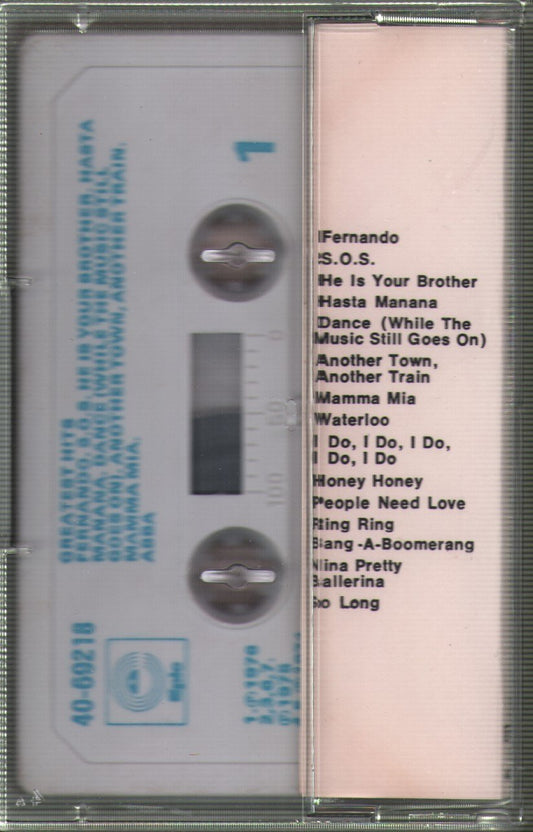 1
GREATEST HITS
FERNANDO, S.O.S. HE IS YOUR BROTHER, HASTA
MANANA, DANCE (WHILE THE MUSIC STILL
GOES ON), ANOTHER TOWN, ANOTHER TRAIN,
MAMMA MIA,
ABBA
40-69218
Epic
0
50
100
Fernando
S.O.S.
He Is Your Brother
Hasta Manana
Dance (While The
Music Still Goes On)
Another Town,
Another Train
Mamma Mia
Waterloo
I Do, I Do, I Do,
I Do, I Do
Honey Honey
People Need Love
Ring Ring
Bang-A-Boomerang
Nina Pretty
Ballerina
So Long